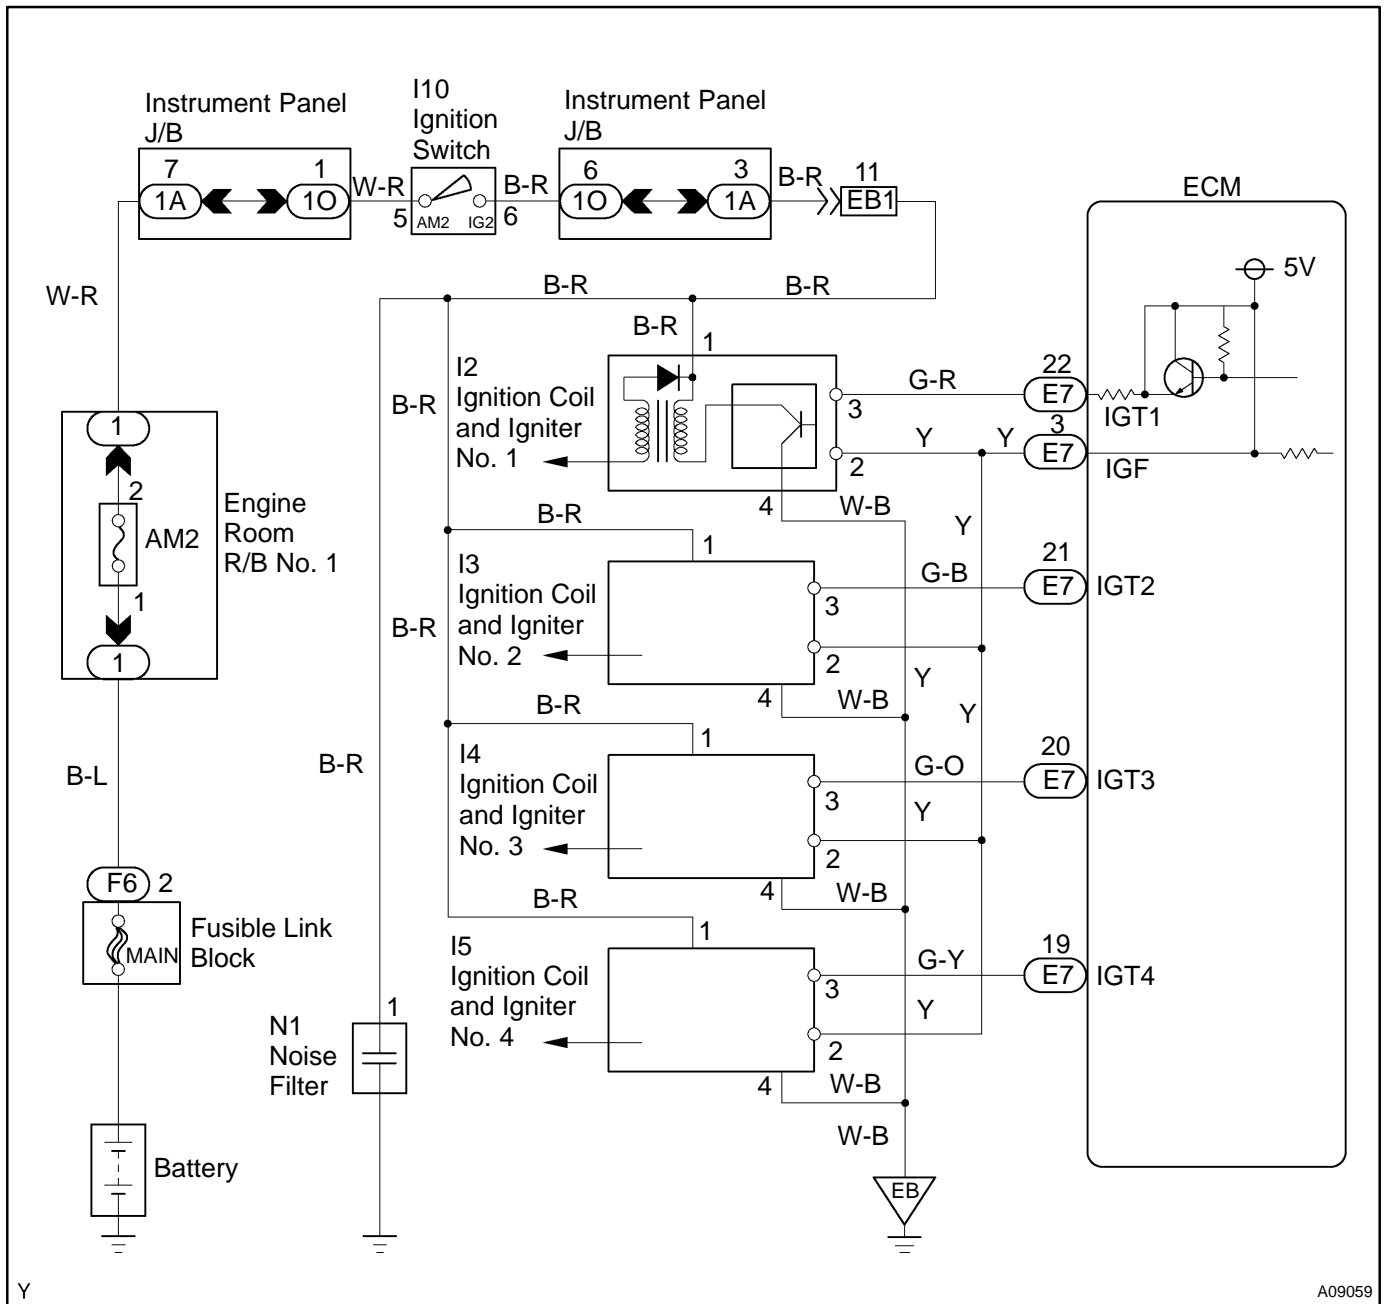 Instrument Panel
J/B
7
1A
1
1O
W-R
I10
Ignition
Switch
5
AM2
IG2
6
B-R
Instrument Panel
J/B
6
1O
3
1A
B-R
11
EB1
ECM
5V
W-R
B-R
B-R
B-R
1
I2
Ignition Coil
and Igniter
No. 1
B-R
3
2
4
G-R
Y
Y
22
E7
IGT1
3
E7
IGF
W-B
Y
1
2
AM2
1
1
Engine
Room
R/B No. 1
B-R
1
I3
Ignition Coil
and Igniter
No. 2
B-R
3
2
4
G-B
21
E7
IGT2
Y
W-B
Y
B-L
B-R
B-R
1
I4
Ignition Coil
and Igniter
No. 3
3
2
4
G-O
20
E7
IGT3
Y
W-B
F6
2
MAIN
Fusible Link
Block
B-R
1
I5
Ignition Coil
and Igniter
No. 4
3
2
4
G-Y
19
E7
IGT4
Y
W-B
W-B
1
N1
Noise
Filter
Battery
EB
Y
A09059